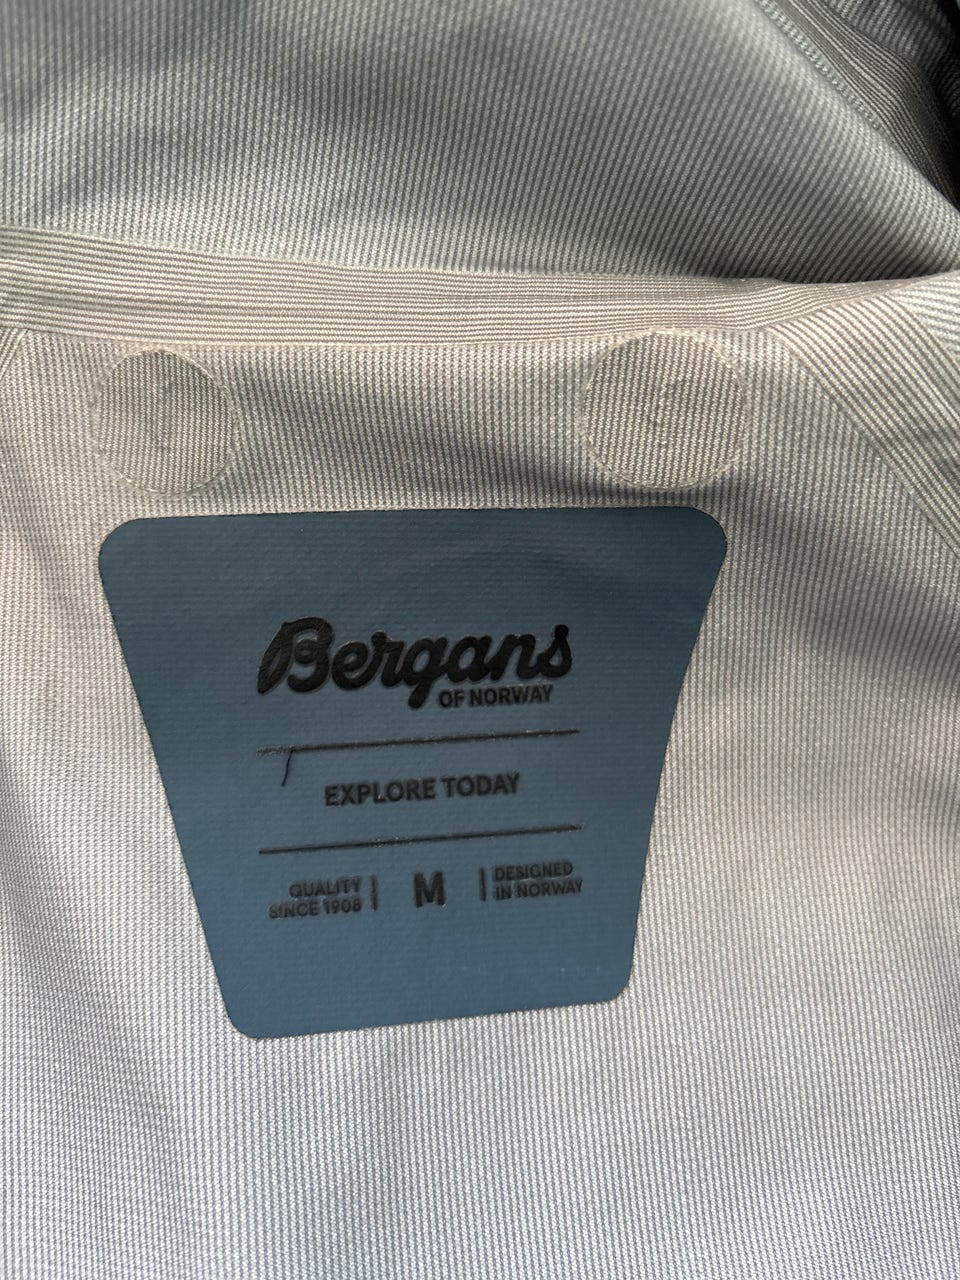 Bergans
OF NORWAY
EXPLORE TODAY
QUALITY
SINCE 1908
M
DESIGNED
IN NORWAY